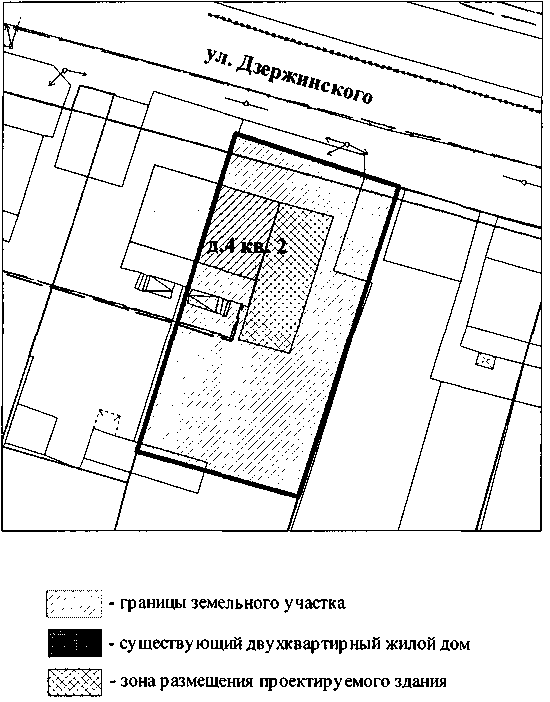 ул. Дзержинского
д.4 кв. 2
- границы земельного участка
- существующий двухквартирный жилой дом
- зона размещения проектируемого здания